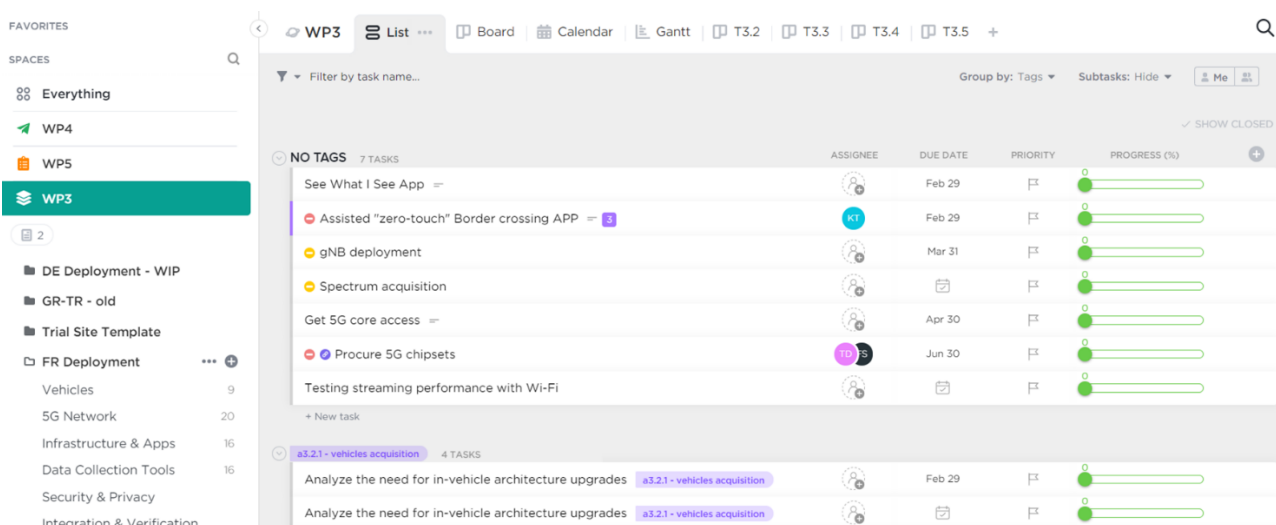 FAVORITES
SPACES
Everything
WP4
WP5
WP3
2
DE Deployment - WIP
GR-TR - old
Trial Site Template
FR Deployment
Vehicles 9
5G Network 20
Infrastructure & Apps 16
Data Collection Tools 16
Security & Privacy
Integration & Verification
WP3 List Board Calendar Gantt T3.2 T3.3 T3.4 T3.5 +
Filter by task name... Group by: Tags Subtasks: Hide Me
SHOW CLOSED
NO TAGS 7 TASKS ASSIGNEE DUE DATE PRIORITY PROGRESS (%)
See What I See App Feb 29 0
Assisted "zero-touch" Border crossing APP 3 KT Feb 29 0
gNB deployment Mar 31 0
Spectrum acquisition 0
Get 5G core access Apr 30 0
Procure 5G chipsets TD FS Jun 30 0
Testing streaming performance with Wi-Fi 0
+ New task
a3.2.1 - vehicles acquisition 4 TASKS
Analyze the need for in-vehicle architecture upgrades a3.2.1 - vehicles acquisition Feb 29 0
Analyze the need for in-vehicle architecture upgrades a3.2.1 - vehicles acquisition 0